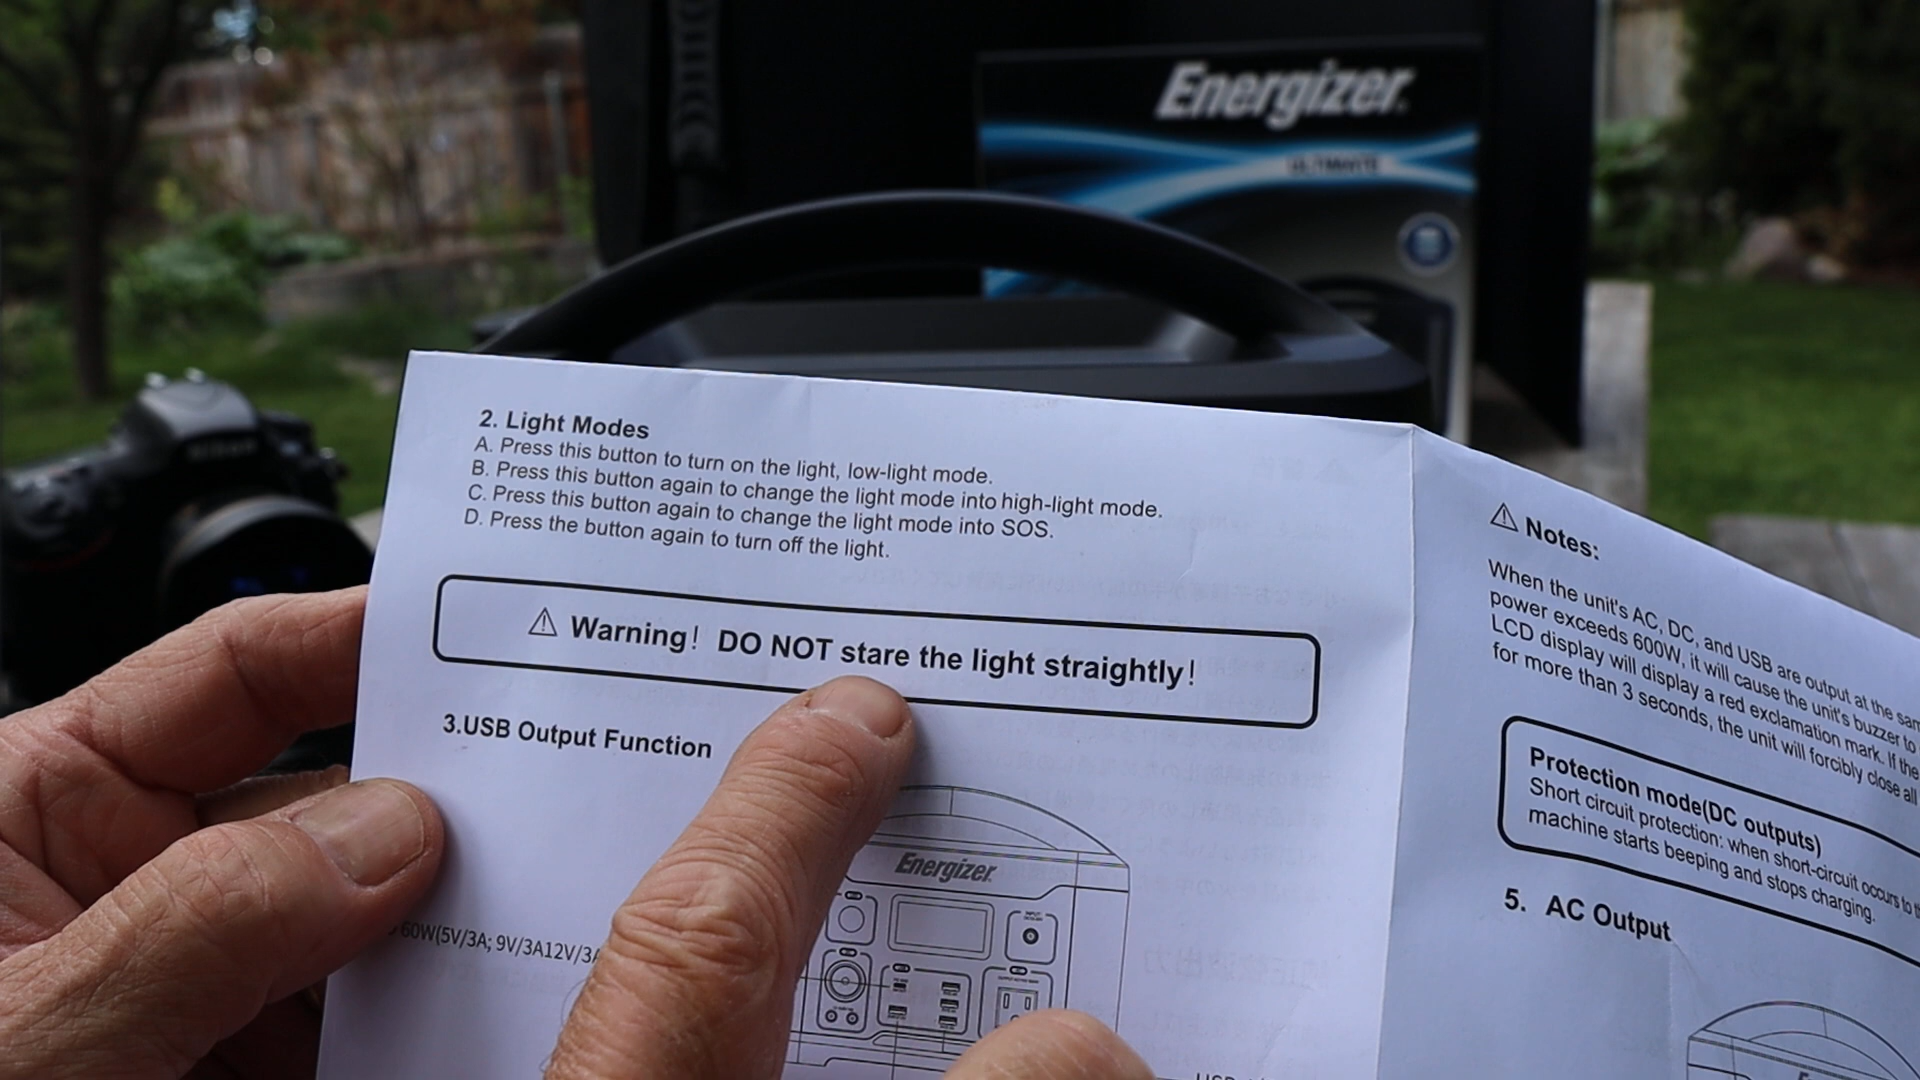 Energizer
ULTIMATE
2. Light Modes
A. Press this button to turn on the light, low-light mode.
B. Press this button again to change the light mode into high-light mode.
C. Press this button again to change the light mode into SOS.
D. Press the button again to turn off the light.
⚠ Warning! DO NOT stare the light straightly!
3.USB Output Function
60W(5V/3A; 9V/3A12V/3A
Energizer
⚠ Notes:
When the unit's AC, DC, and USB are output at the
power exceeds 600W, it will cause the unit's buzzer to
LCD display will display a red exclamation mark. If the
for more than 3 seconds, the unit will forcibly close all
Protection mode(DC outputs)
Short circuit protection: when short-circuit occurs to
machine starts beeping and stops charging.
5. AC Output